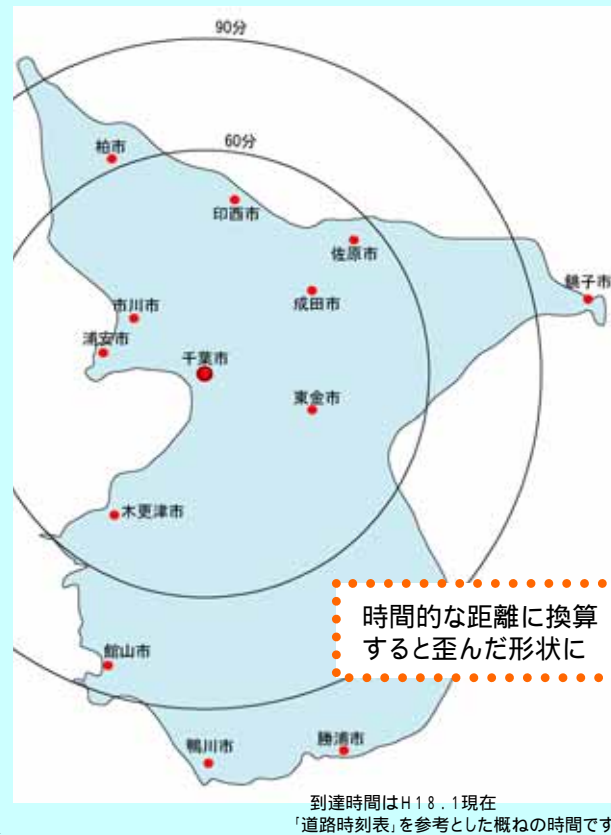 90分
60分
柏市
印西市
佐原市
銚子市
成田市
市川市
浦安市
千葉市
東金市
木更津市
時間的な距離に換算
すると歪んだ形状に
館山市
鴨川市
勝浦市
到達時間はH18.1現在
「道路時刻表」を参考とした概ねの時間です